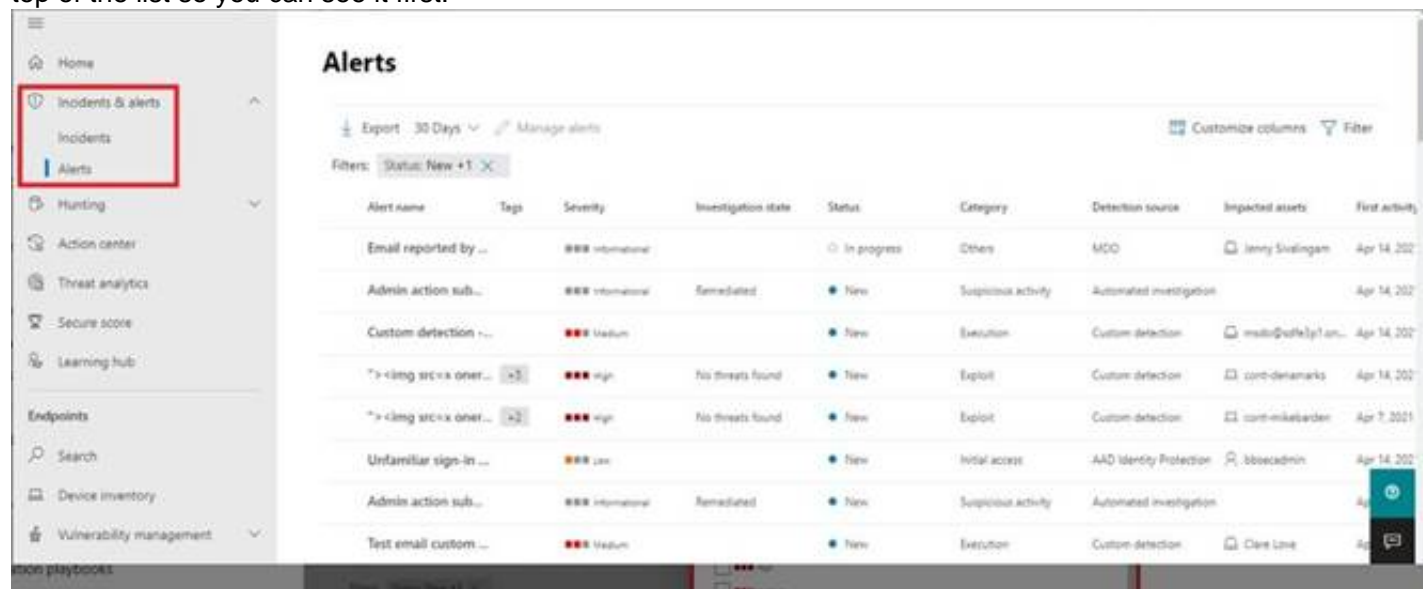 top of the list so you can see it first.
Home
Incidents & alerts
Incidents
Alerts
Hunting
Action center
Threat analytics
Secure score
Learning hub
Endpoints
Search
Device inventory
Vulnerability management
Alerts
Export 30 Days Manage alerts
Customize columns Filter
Filters: Status: New +1
Alert name Tags Severity Investigation state Status Category Detection source Impacted assets First activity
Email reported by ... Informational In progress Others MDO Jenny Sivalingam Apr 14, 202
Admin action sub... Informational Remediated New Suspicious activity Automated investigation Apr 14, 202
Custom detection -... Medium New Execution Custom detection Apr 14, 202
"><img src=x oner... +3 High No threats found New Exploit Custom detection cont-denamarks Apr 14, 202
"><img src=x oner... +2 High No threats found New Exploit Custom detection cont-mikebarden Apr 7, 2021
Unfamiliar sign-in ... Low New Initial access AAD Identity Protection bbsecadmin Apr 14, 202
Admin action sub... Informational Remediated New Suspicious activity Automated investigation
Test email custom ... Medium New Execution Custom detection Clare Love
ation playbooks